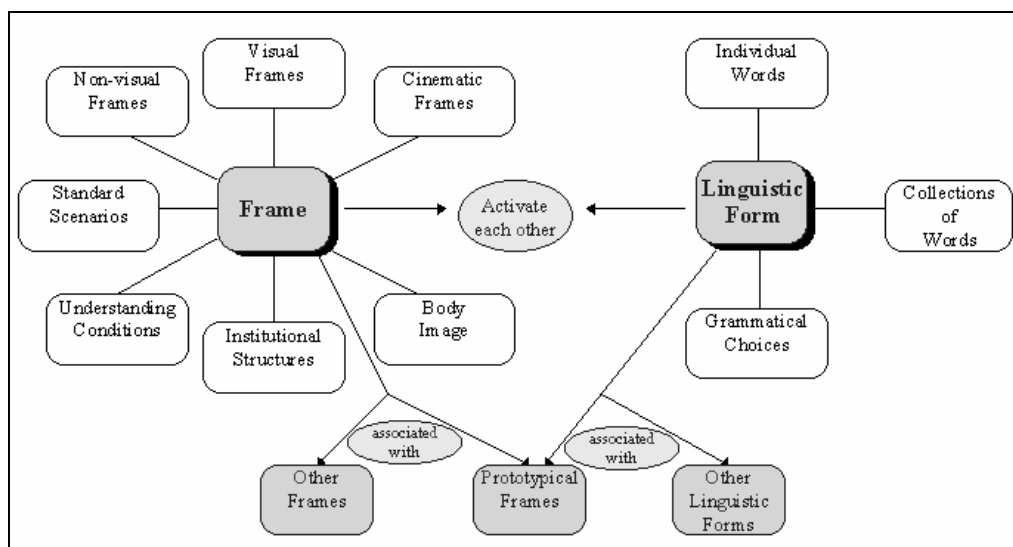 Visual
Frames
Non-visual
Frames
Cinematic
Frames
Individual
Words
Standard
Scenarios
Frame
Activate
each other
Linguistic
Form
Collections
of
Words
Understanding
Conditions
Institutional
Structures
Body
Image
Grammatical
Choices
associated
with
associated
with
Other
Frames
Prototypical
Frames
Other
Linguistic
Forms